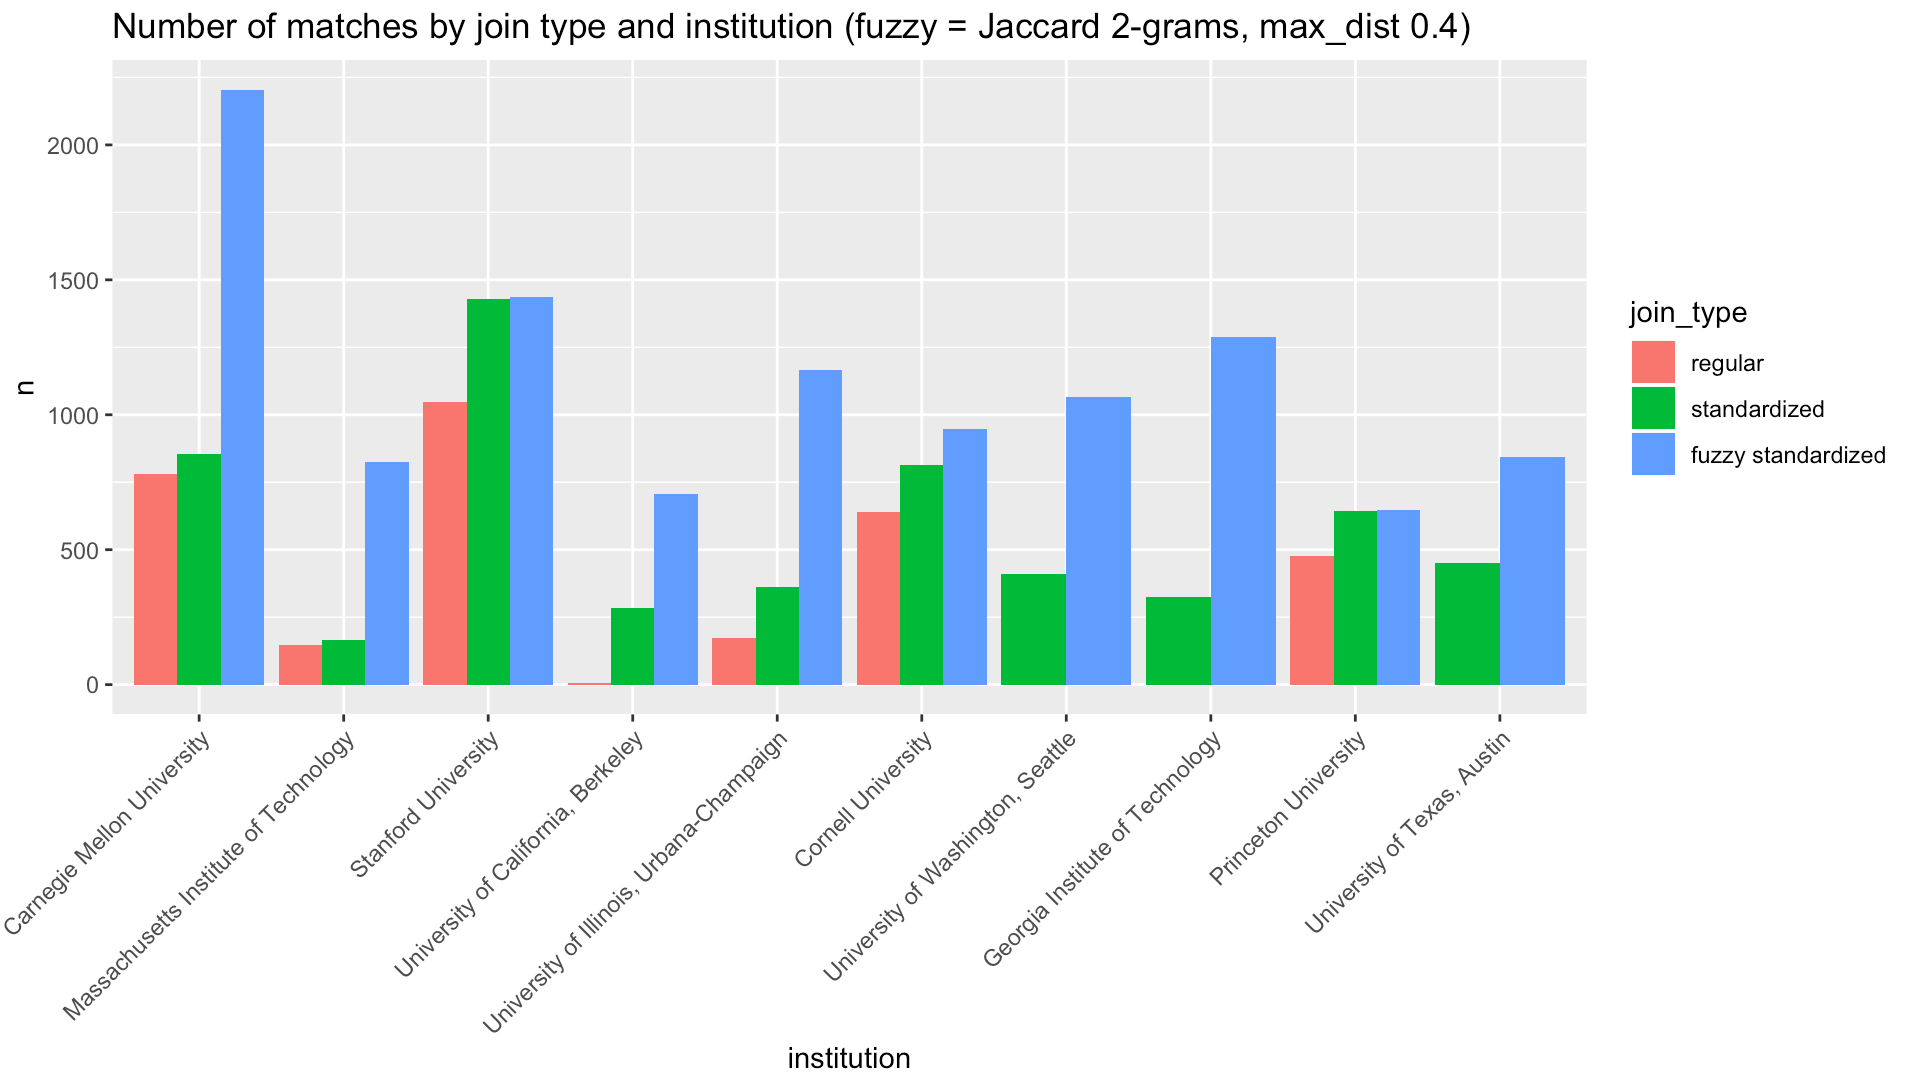 Number of matches by join type and institution (fuzzy = Jaccard 2-grams, max_dist 0.4)
n
2000
1500
1000
500
0
Carnegie Mellon University
Massachusetts Institute of Technology
Stanford University
University of California, Berkeley
University of Illinois, Urbana-Champaign
Cornell University
University of Washington, Seattle
Georgia Institute of Technology
Princeton University
University of Texas, Austin
institution
join_type
regular
standardized
fuzzy standardized